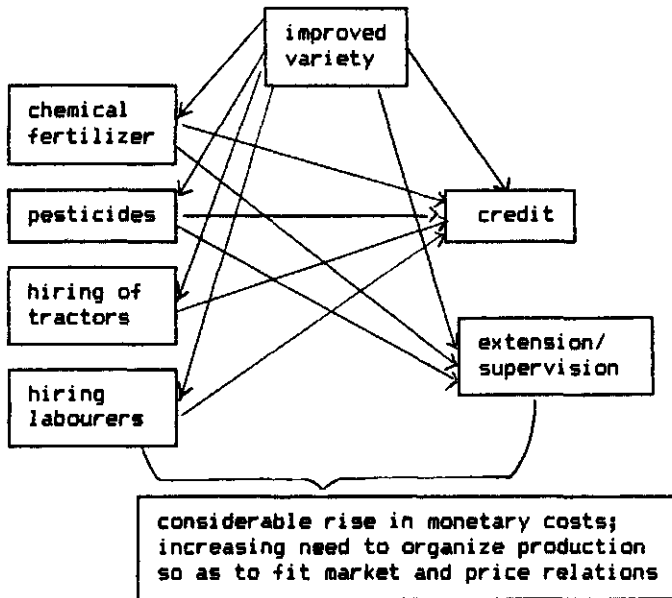 improved
variety
chemical
fertilizer
pesticides
credit
hiring of
tractors
extension/
supervision
hiring
labourers
considerable rise in monetary costs;
increasing need to organize production
so as to fit market and price relations